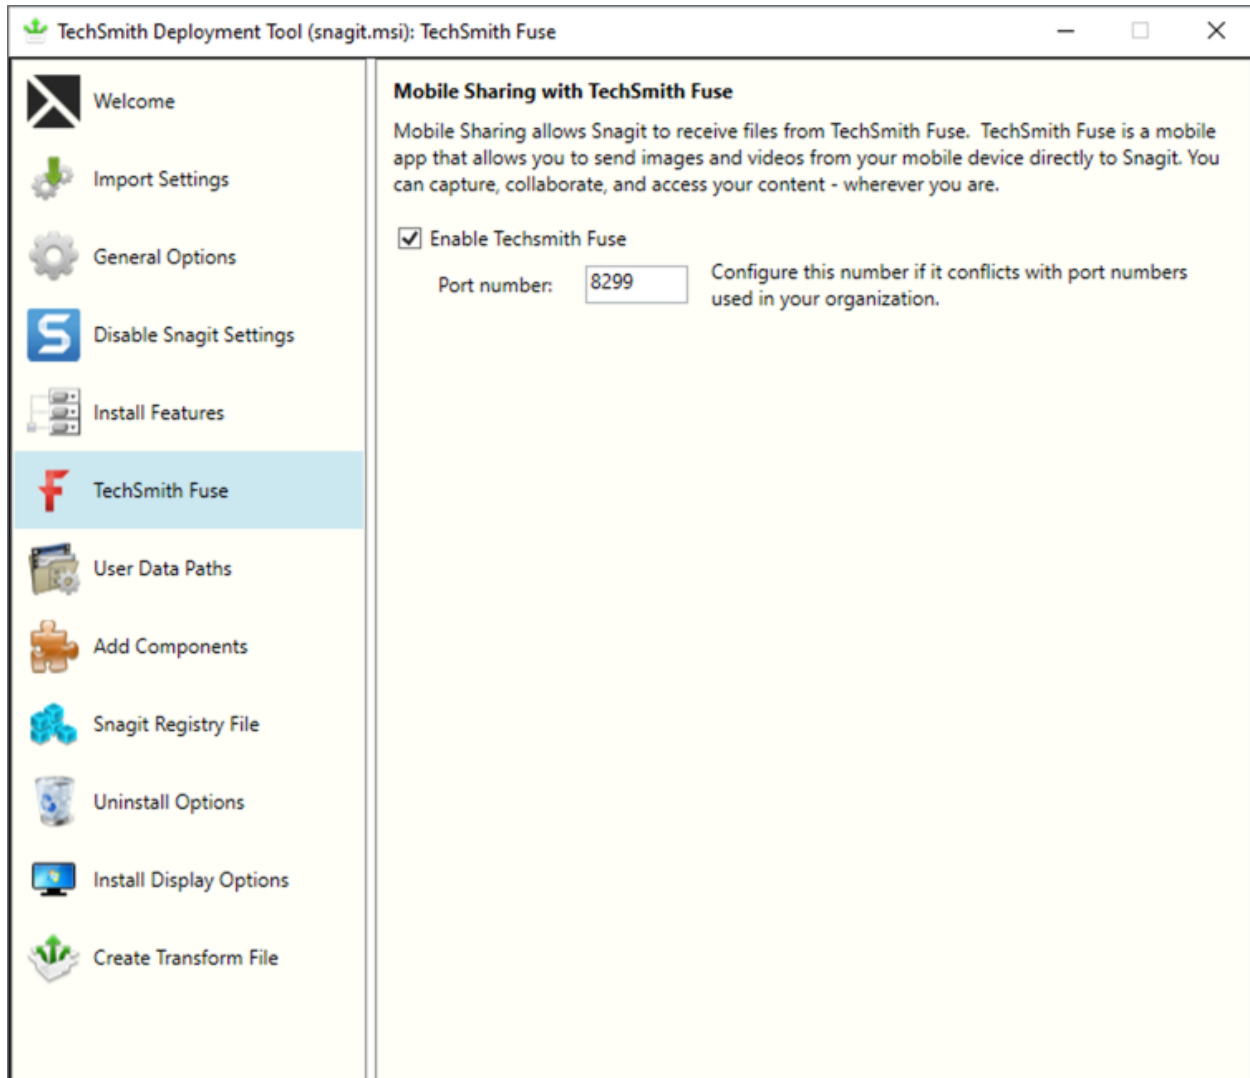 TechSmith Deployment Tool (snagit.msi): TechSmith Fuse
Welcome
Import Settings
General Options
Disable Snagit Settings
Install Features
TechSmith Fuse
User Data Paths
Add Components
Snagit Registry File
Uninstall Options
Install Display Options
Create Transform File
Mobile Sharing with TechSmith Fuse
Mobile Sharing allows Snagit to receive files from TechSmith Fuse.  TechSmith Fuse is a mobile
app that allows you to send images and videos from your mobile device directly to Snagit. You
can capture, collaborate, and access your content - wherever you are.
Enable Techsmith Fuse
Port number: 8299
Configure this number if it conflicts with port numbers
used in your organization.